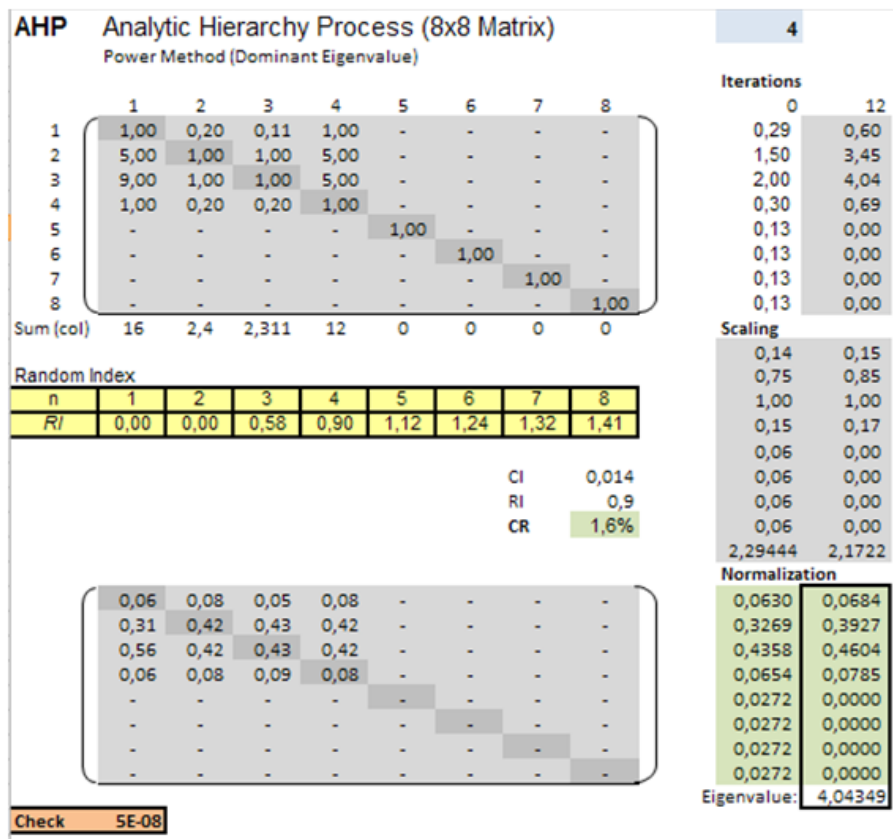 AHP Analytic Hierarchy Process (8x8 Matrix) 4
Power Method (Dominant Eigenvalue)
Iterations
1 2 3 4 5 6 7 8 0 12
1 1,00 0,20 0,11 1,00 - - - - 0,29 0,60
2 5,00 1,00 1,00 5,00 - - - - 1,50 3,45
3 9,00 1,00 1,00 5,00 - - - - 2,00 4,04
4 1,00 0,20 0,20 1,00 - - - - 0,30 0,69
5 - - - - 1,00 - - - 0,13 0,00
6 - - - - - 1,00 - - 0,13 0,00
7 - - - - - - 1,00 - 0,13 0,00
8 - - - - - - - 1,00 0,13 0,00
Sum (col) 16 2,4 2,311 12 0 0 0 0 Scaling
0,14 0,15
Random Index 0,75 0,85
n 1 2 3 4 5 6 7 8 1,00 1,00
RI 0,00 0,00 0,58 0,90 1,12 1,24 1,32 1,41 0,15 0,17
0,06 0,00
CI 0,014 0,06 0,00
RI 0,9 0,06 0,00
CR 1,6% 0,06 0,00
2,29444 2,1722
Normalization
0,06 0,08 0,05 0,08 - - - - 0,0630 0,0684
0,31 0,42 0,43 0,42 - - - - 0,3269 0,3927
0,56 0,42 0,43 0,42 - - - - 0,4358 0,4604
0,06 0,08 0,09 0,08 - - - - 0,0654 0,0785
- - - - - - - - 0,0272 0,0000
- - - - - - - - 0,0272 0,0000
- - - - - - - - 0,0272 0,0000
- - - - - - - - 0,0272 0,0000
Eigenvalue: 4,04349
Check 5E-08